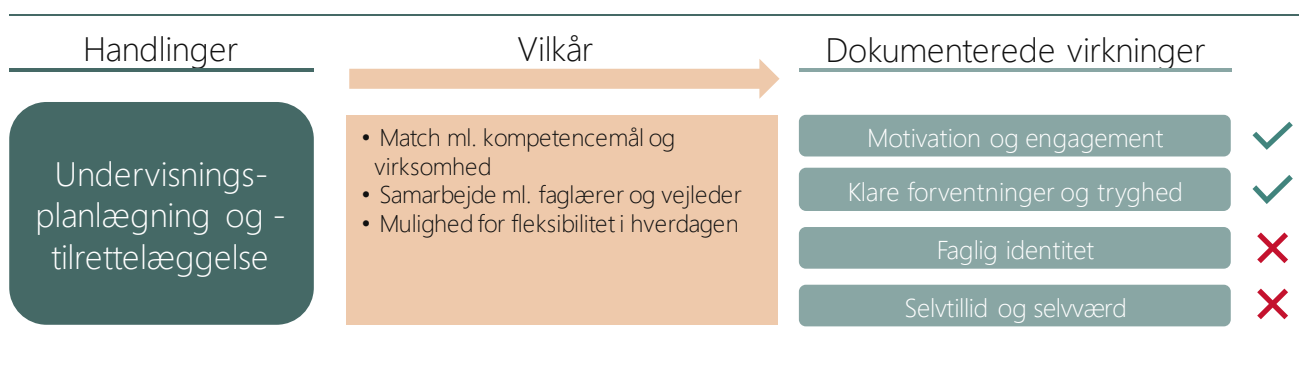 Handlinger
Vilkår
Dokumenterede virkninger
Undervisnings-
planlægning og -
tilrettelæggelse
• Match ml. kompetencemål og
virksomhed
• Samarbejde ml. faglærer og vejleder
• Mulighed for fleksibilitet i hverdagen
Motivation og engagement
Klare forventninger og tryghed
Faglig identitet
Selvtillid og selvværd